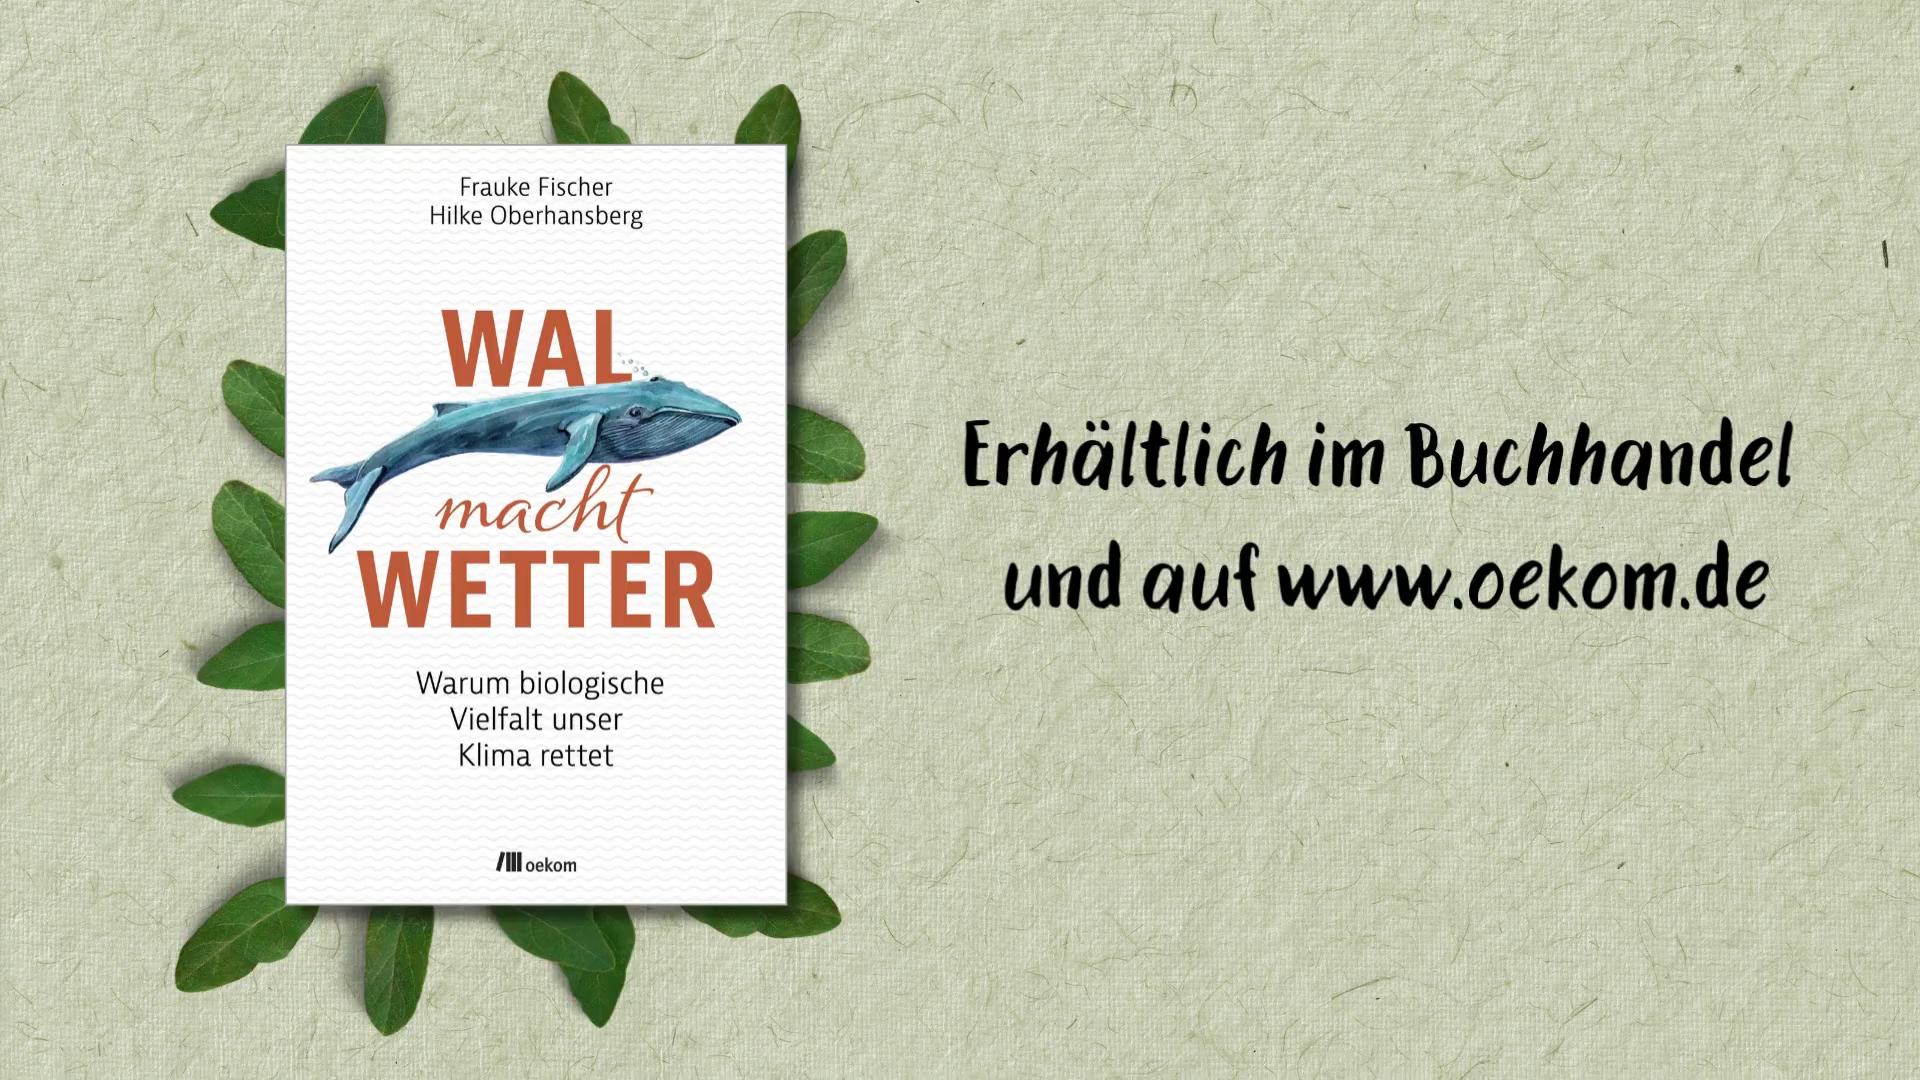 Frauke Fischer
Hilke Oberhansberg
WAL
macht
WETTER
Warum biologische
Vielfalt unser
Klima rettet
oekom
Erhältlich im Buchhandel
und auf www.oekom.de